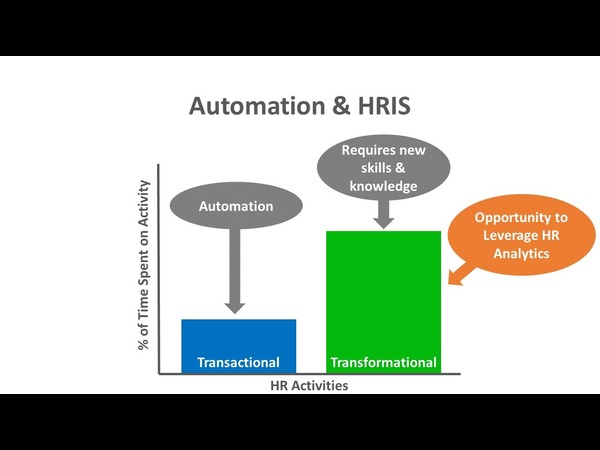 Automation & HRIS
Requires new
skills &
knowledge
Automation
Opportunity to
Leverage HR
Analytics
% of Time Spent on Activity
Transactional
Transformational
HR Activities